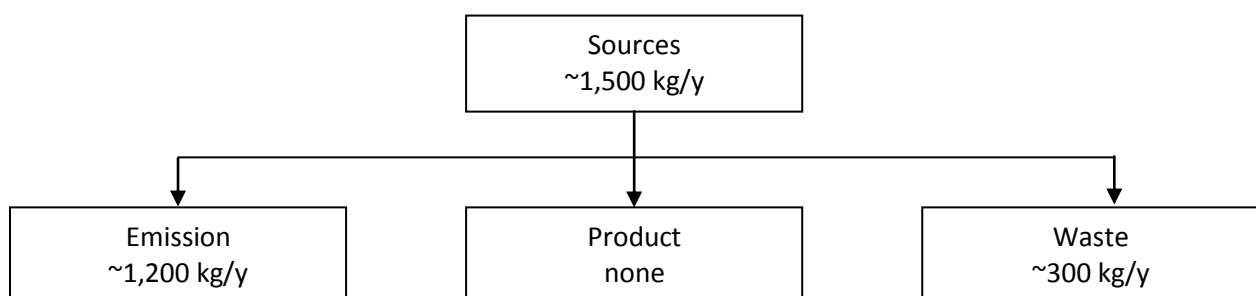 Sources
~1,500 kg/y
Emission
~1,200 kg/y
Product
none
Waste
~300 kg/y